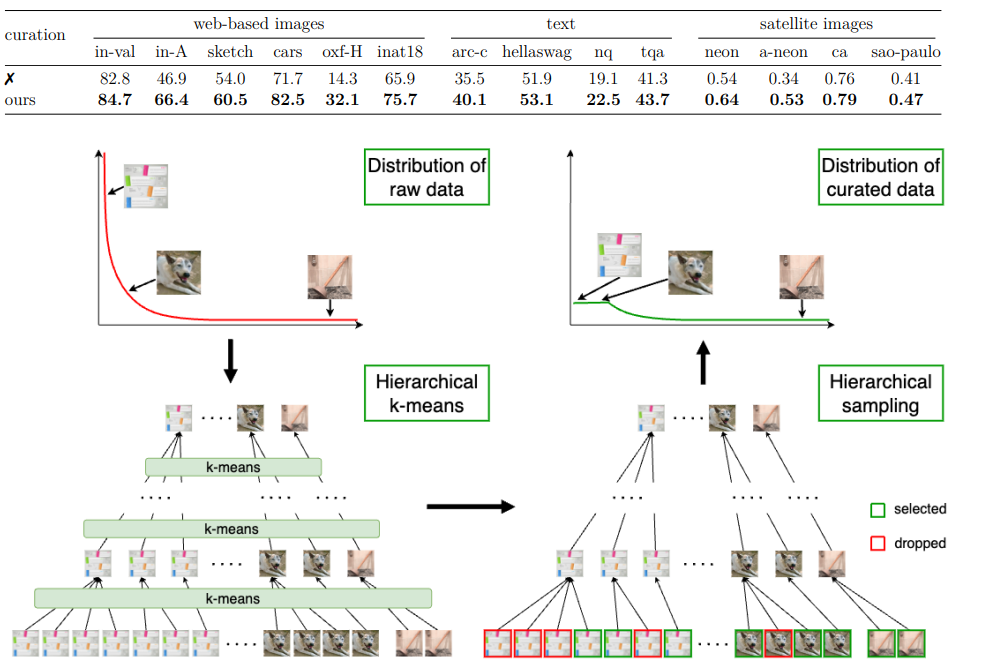 curation web-based images text satellite images
in-val in-A sketch cars oxf-H inat18 arc-c hellaswag nq tqa neon a-neon ca sao-paulo
✗ 82.8 46.9 54.0 71.7 14.3 65.9 35.5 51.9 19.1 41.3 0.54 0.34 0.76 0.41
ours 84.7 66.4 60.5 82.5 32.1 75.7 40.1 53.1 22.5 43.7 0.64 0.53 0.79 0.47
Distribution of
raw data
Distribution of
curated data
Hierarchical
k-means
Hierarchical
sampling
k-means
k-means
k-means
selected
dropped